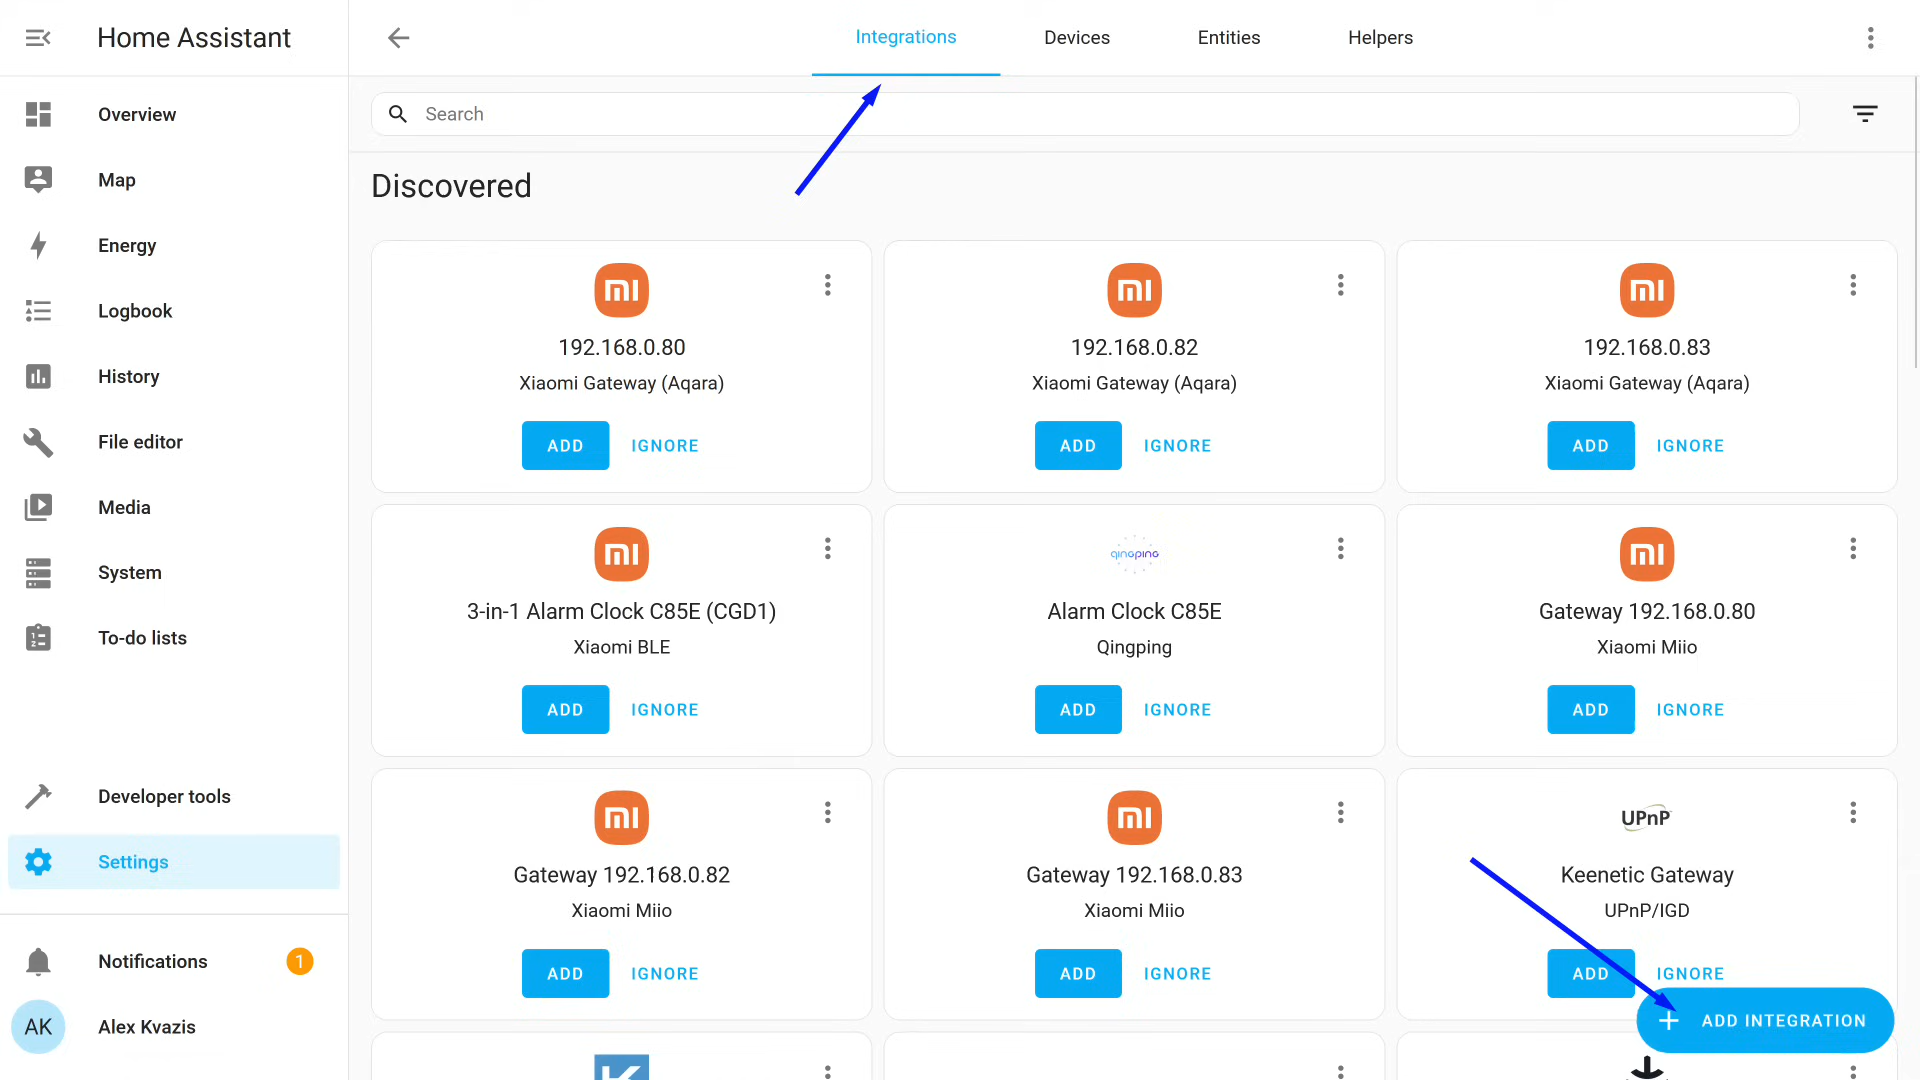 Home Assistant
Integrations
Devices
Entities
Helpers
Overview
Map
Energy
Logbook
History
File editor
Media
System
To-do lists
Developer tools
Settings
Notifications
1
AK
Alex Kvazis
Search
Discovered
192.168.0.80
Xiaomi Gateway (Aqara)
ADD IGNORE
192.168.0.82
Xiaomi Gateway (Aqara)
ADD IGNORE
192.168.0.83
Xiaomi Gateway (Aqara)
ADD IGNORE
3-in-1 Alarm Clock C85E (CGD1)
Xiaomi BLE
ADD IGNORE
qingping
Alarm Clock C85E
Qingping
ADD IGNORE
Gateway 192.168.0.80
Xiaomi Miio
ADD IGNORE
Gateway 192.168.0.82
Xiaomi Miio
ADD IGNORE
Gateway 192.168.0.83
Xiaomi Miio
ADD IGNORE
UPnP
Keenetic Gateway
UPnP/IGD
ADD IGNORE
ADD INTEGRATION